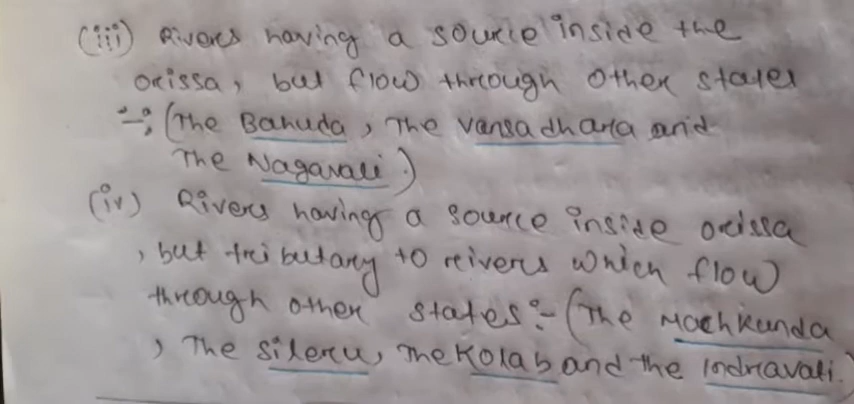 (iii) Rivers having a source inside the
orissa, but flow through other states
:-; (The Bahuda, The Vansadhara and
The Nagavali)
(iv) Rivers having a source inside orissa
, but tributary to rivers which flow
through other states:- (The Machkunda
, The Sileru, The Kolab and the Indravati.)